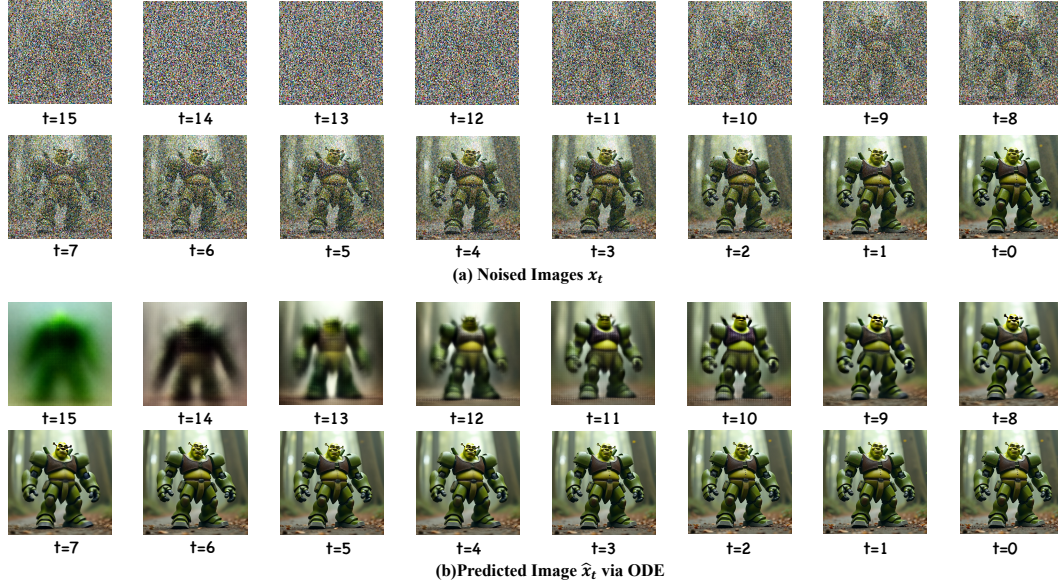 t=15 t=14 t=13 t=12 t=11 t=10 t=9 t=8
t=7 t=6 t=5 t=4 t=3 t=2 t=1 t=0
(a) Noised Images xₜ
t=15 t=14 t=13 t=12 t=11 t=10 t=9 t=8
t=7 t=6 t=5 t=4 t=3 t=2 t=1 t=0
(b)Predicted Image x̂ₜ via ODE